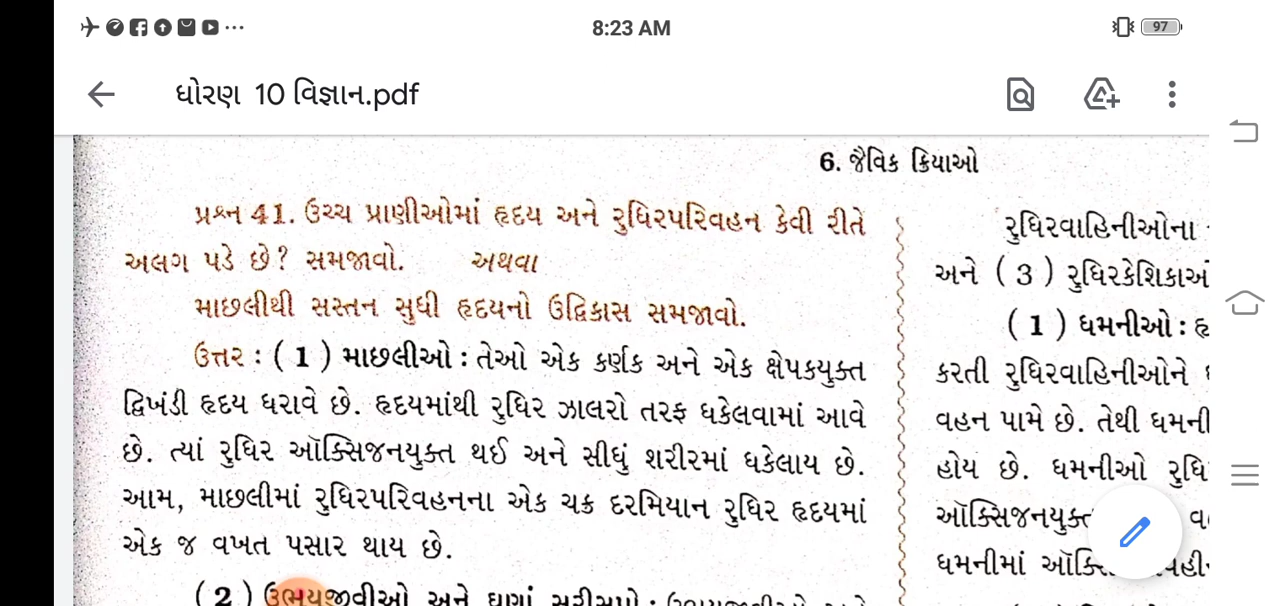 8:23 AM
97
ધોરણ 10 વિજ્ઞાન.pdf
6. જૈવિક ક્રિયાઓ
પ્રશ્ન 41. ઉચ્ચ પ્રાણીઓમાં હૃદય અને રુધિરપરિવહન કેવી રીતે
અલગ પડે છે? સમજાવો. અથવા
માછલીથી સસ્તન સુધી હૃદયનો ઉદ્વિકાસ સમજાવો.
ઉત્તર : ( 1 ) માછલીઓ : તેઓ એક કર્ણક અને એક ક્ષેપકયુક્ત
દ્વિખંડી હૃદય ધરાવે છે. હૃદયમાંથી રુધિર ઝાલરો તરફ ધકેલવામાં આવે
છે. ત્યાં રુધિર ઑક્સિજનયુક્ત થઈ અને સીધું શરીરમાં ધકેલાય છે.
આમ, માછલીમાં રુધિરપરિવહનના એક ચક્ર દરમિયાન રુધિર હૃદયમાં
એક જ વખત પસાર થાય છે.
( 2 ) ઉભયજીવીઓ અને ઘણાં સરીસૃપો :
રુધિરવાહિનીઓના
અને ( 3 ) રુધિરકેશિકાઓ
( 1 ) ધમનીઓ : હૃ
કરતી રુધિરવાહિનીઓને
વહન પામે છે. તેથી ધમની
હોય છે. ધમનીઓ રુધિ
ઑક્સિજનયુક્ત
ધમનીમાં